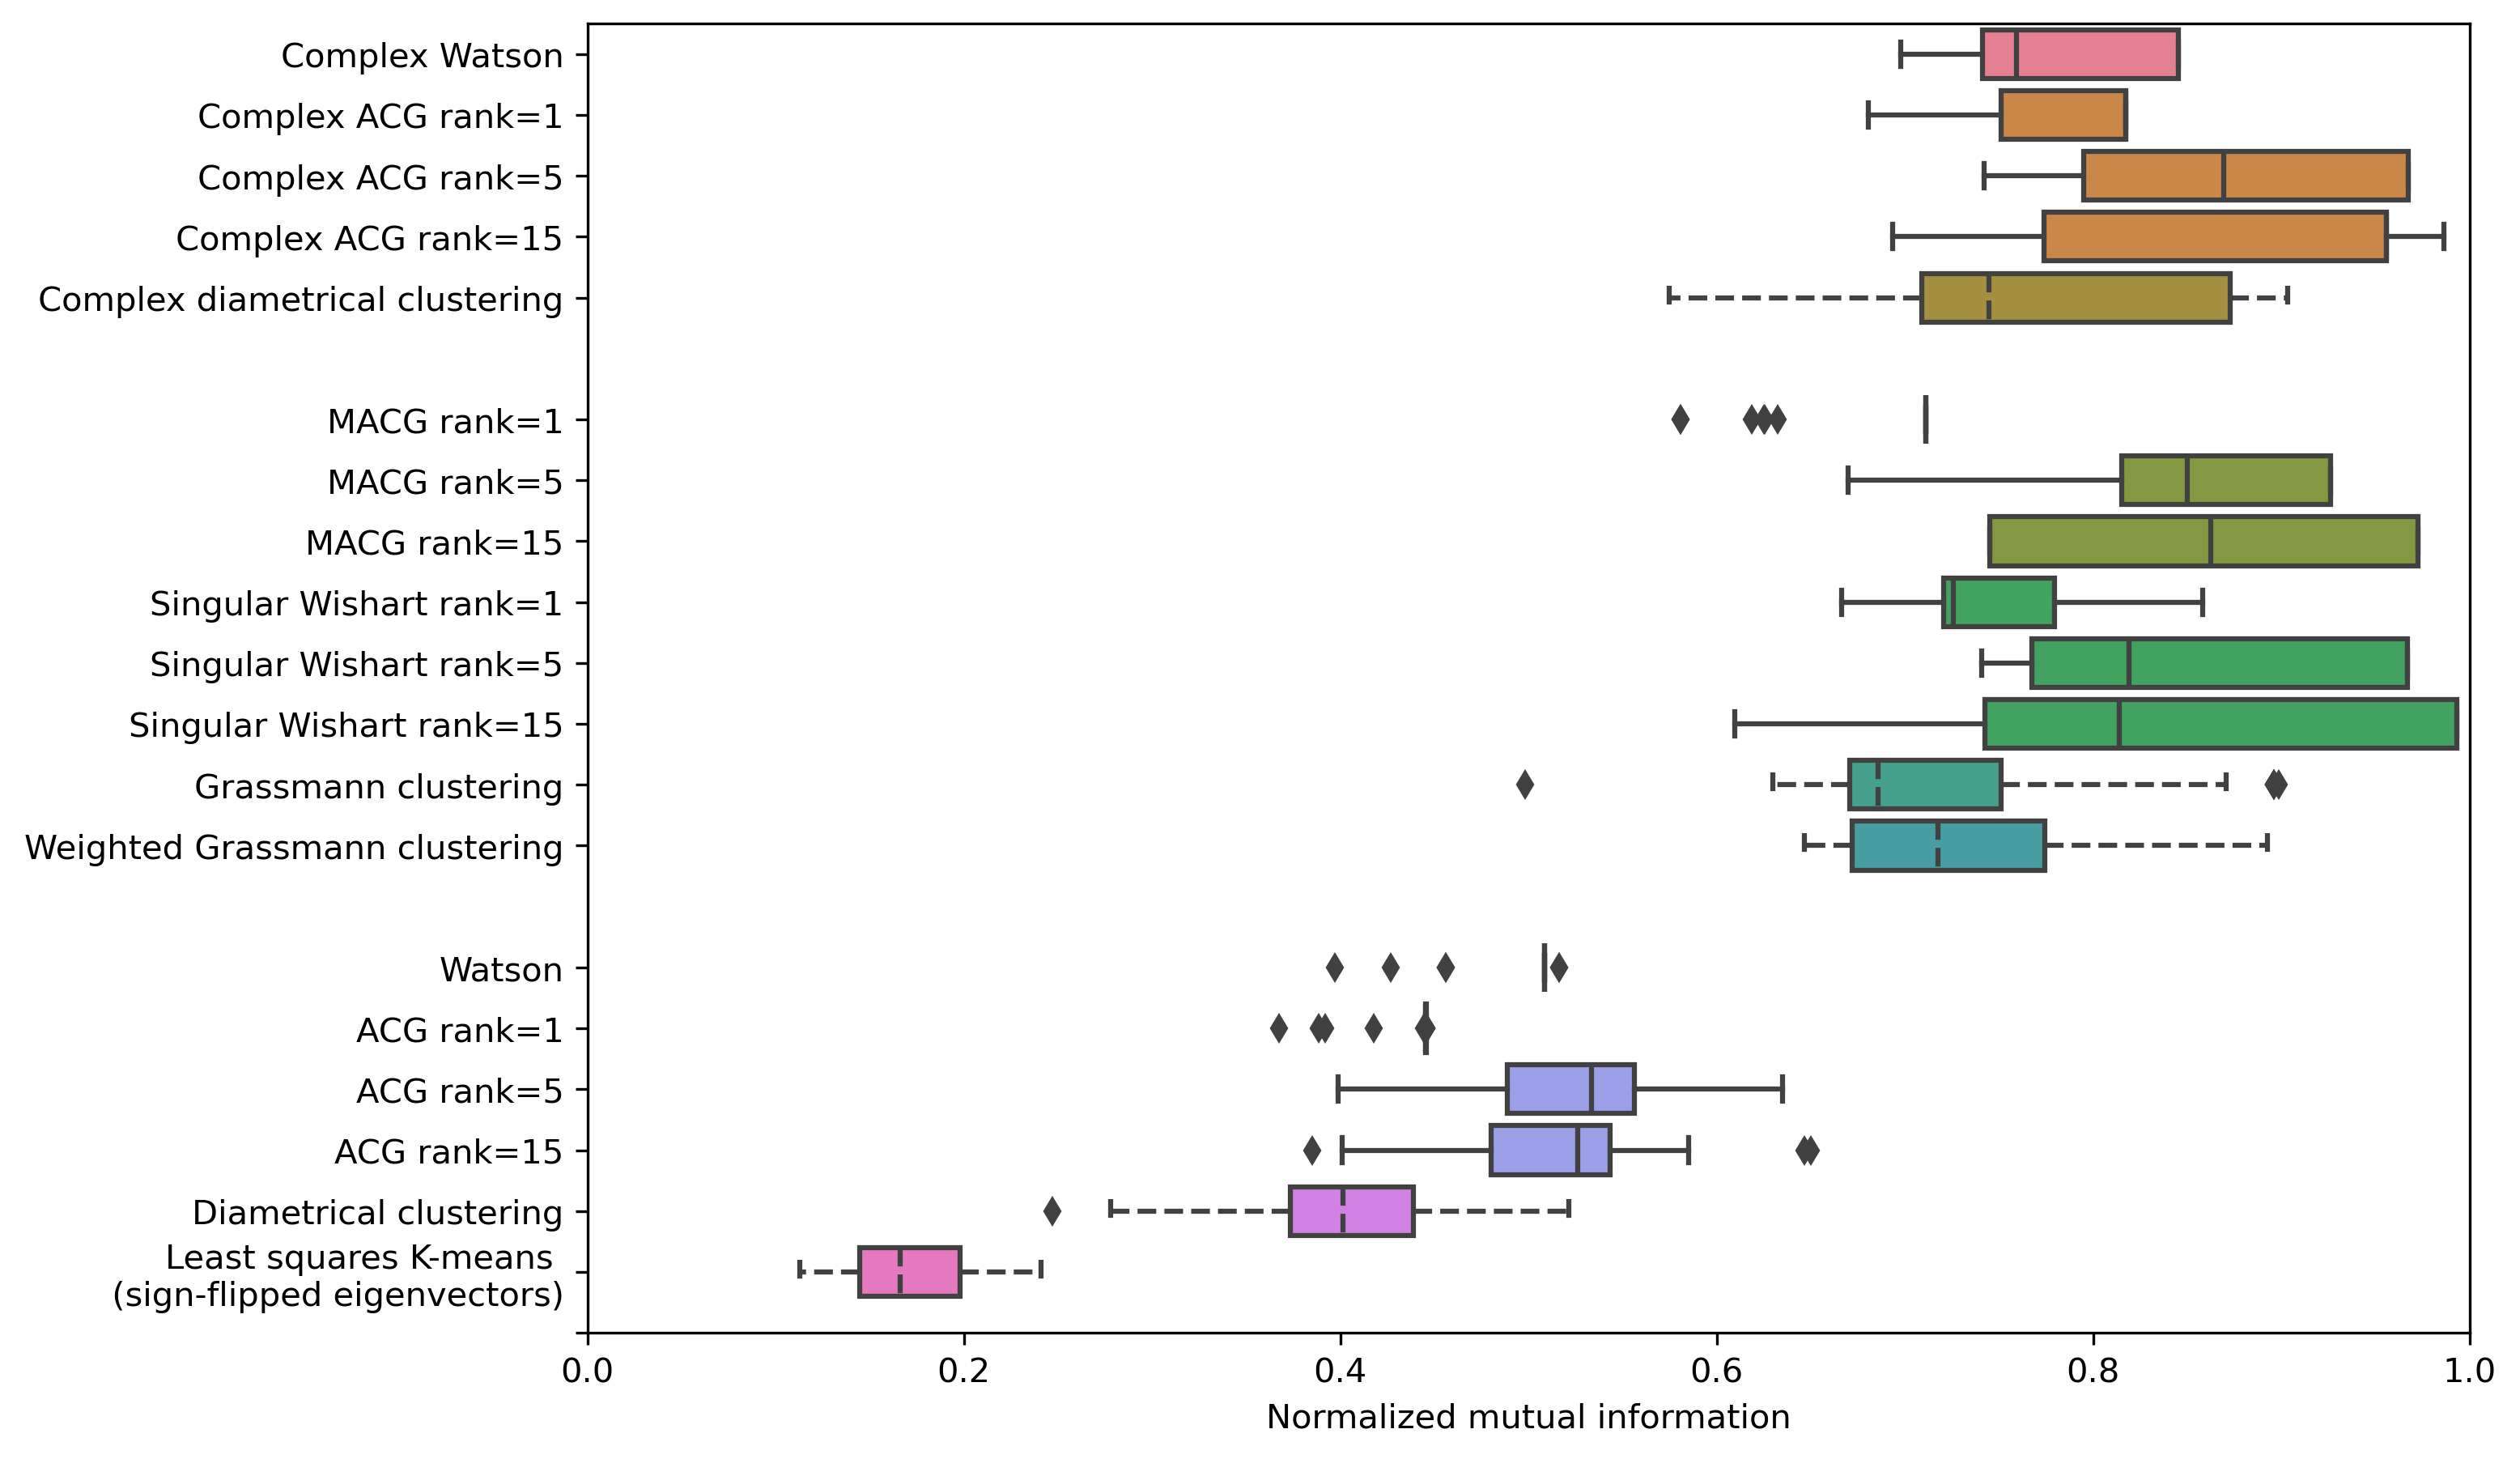 Complex Watson
Complex ACG rank=1
Complex ACG rank=5
Complex ACG rank=15
Complex diametrical clustering
MACG rank=1
MACG rank=5
MACG rank=15
Singular Wishart rank=1
Singular Wishart rank=5
Singular Wishart rank=15
Grassmann clustering
Weighted Grassmann clustering
Watson
ACG rank=1
ACG rank=5
ACG rank=15
Diametrical clustering
Least squares K-means
(sign-flipped eigenvectors)
0.0 0.2 0.4 0.6 0.8 1.0
Normalized mutual information